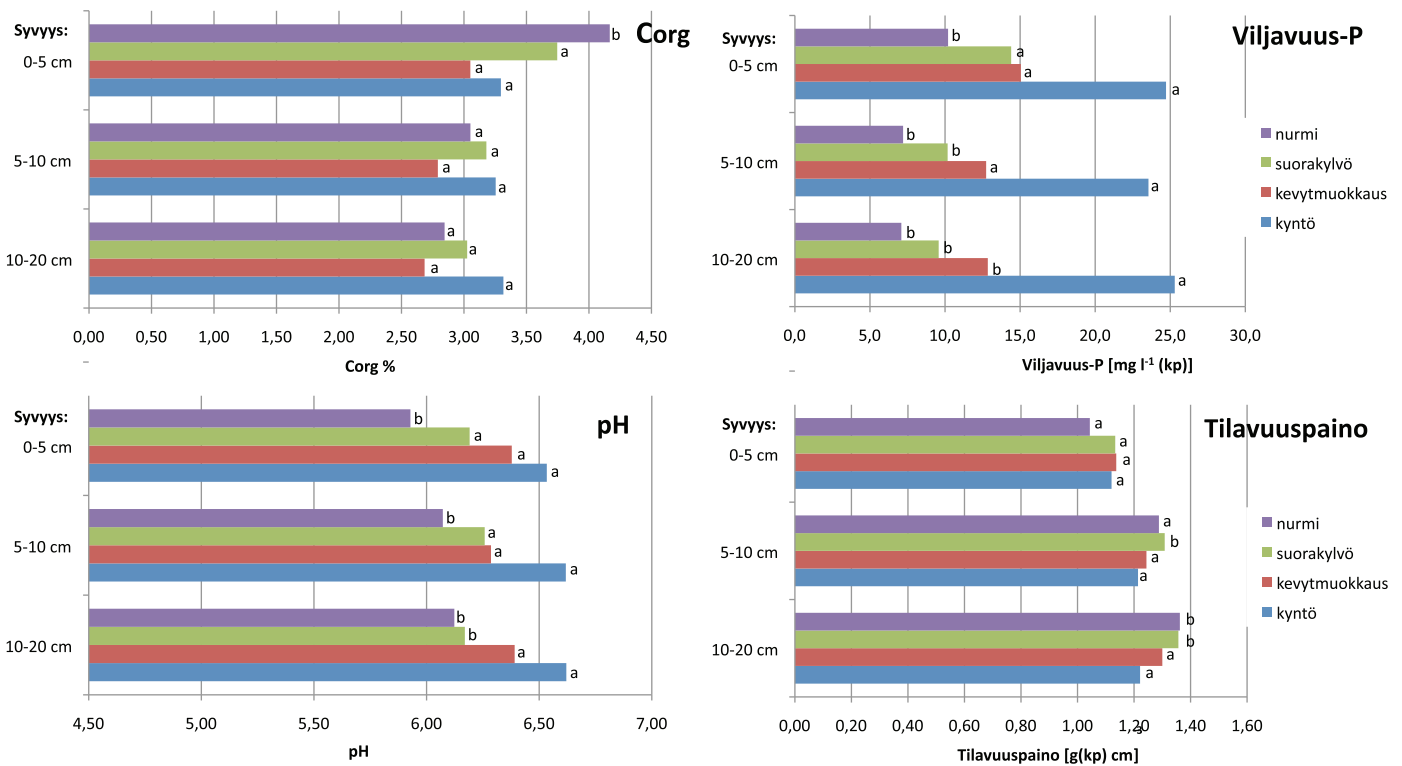 Corg
Syvyys:
0-5 cm
b
a
a
a
5-10 cm
a
a
a
a
10-20 cm
a
a
a
a
0,00 0,50 1,00 1,50 2,00 2,50 3,00 3,50 4,00 4,50
Corg %
Viljavuus-P
Syvyys:
0-5 cm
b
a
a
a
5-10 cm
b
b
a
a
10-20 cm
b
b
b
a
0,0 5,0 10,0 15,0 20,0 25,0 30,0
Viljavuus-P [mg l-1 (kp)]
nurmi
suorakylvö
kevytmuokkaus
kyntö
pH
Syvyys:
0-5 cm
b
a
a
a
5-10 cm
b
a
a
a
10-20 cm
b
b
a
a
4,50 5,00 5,50 6,00 6,50 7,00
pH
Tilavuuspaino
Syvyys:
0-5 cm
a
a
a
a
5-10 cm
a
b
a
a
10-20 cm
b
b
a
a
0,00 0,20 0,40 0,60 0,80 1,00 1,20 1,40 1,60
Tilavuuspaino [g(kp) cm]
nurmi
suorakylvö
kevytmuokkaus
kyntö